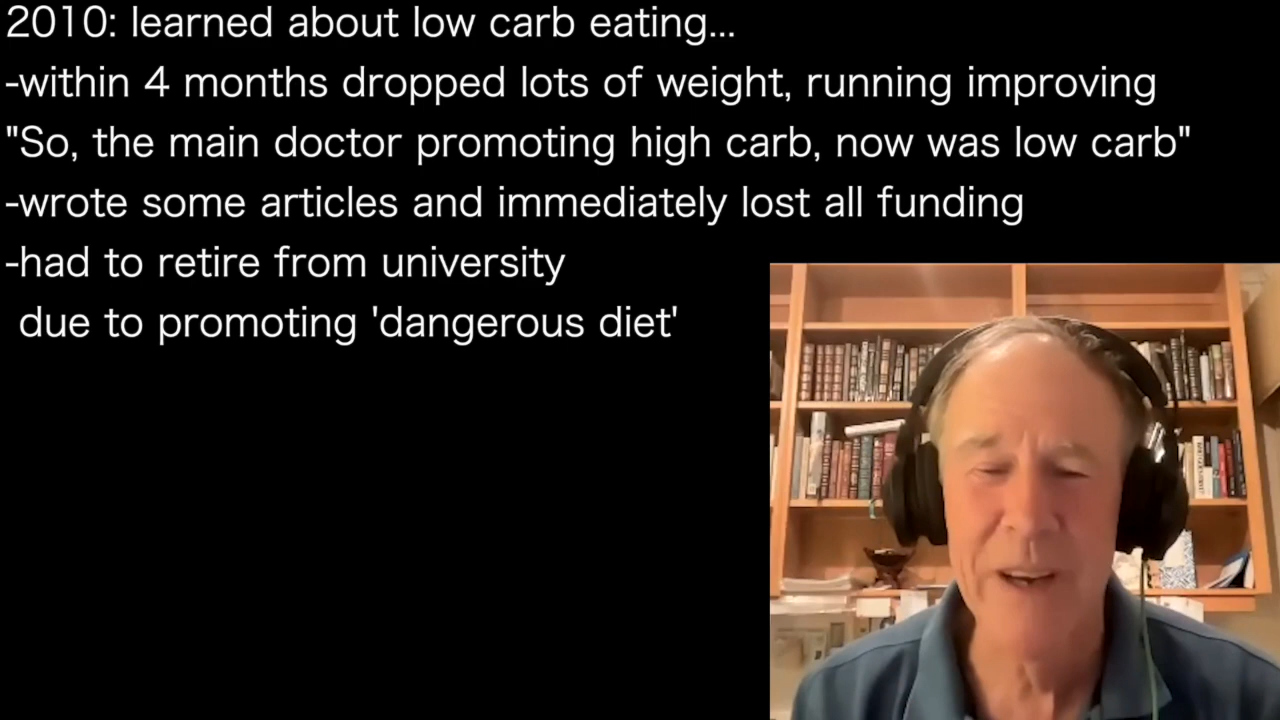 2010: learned about low carb eating...
-within 4 months dropped lots of weight, running improving
"So, the main doctor promoting high carb, now was low carb"
-wrote some articles and immediately lost all funding
-had to retire from university
due to promoting 'dangerous diet'